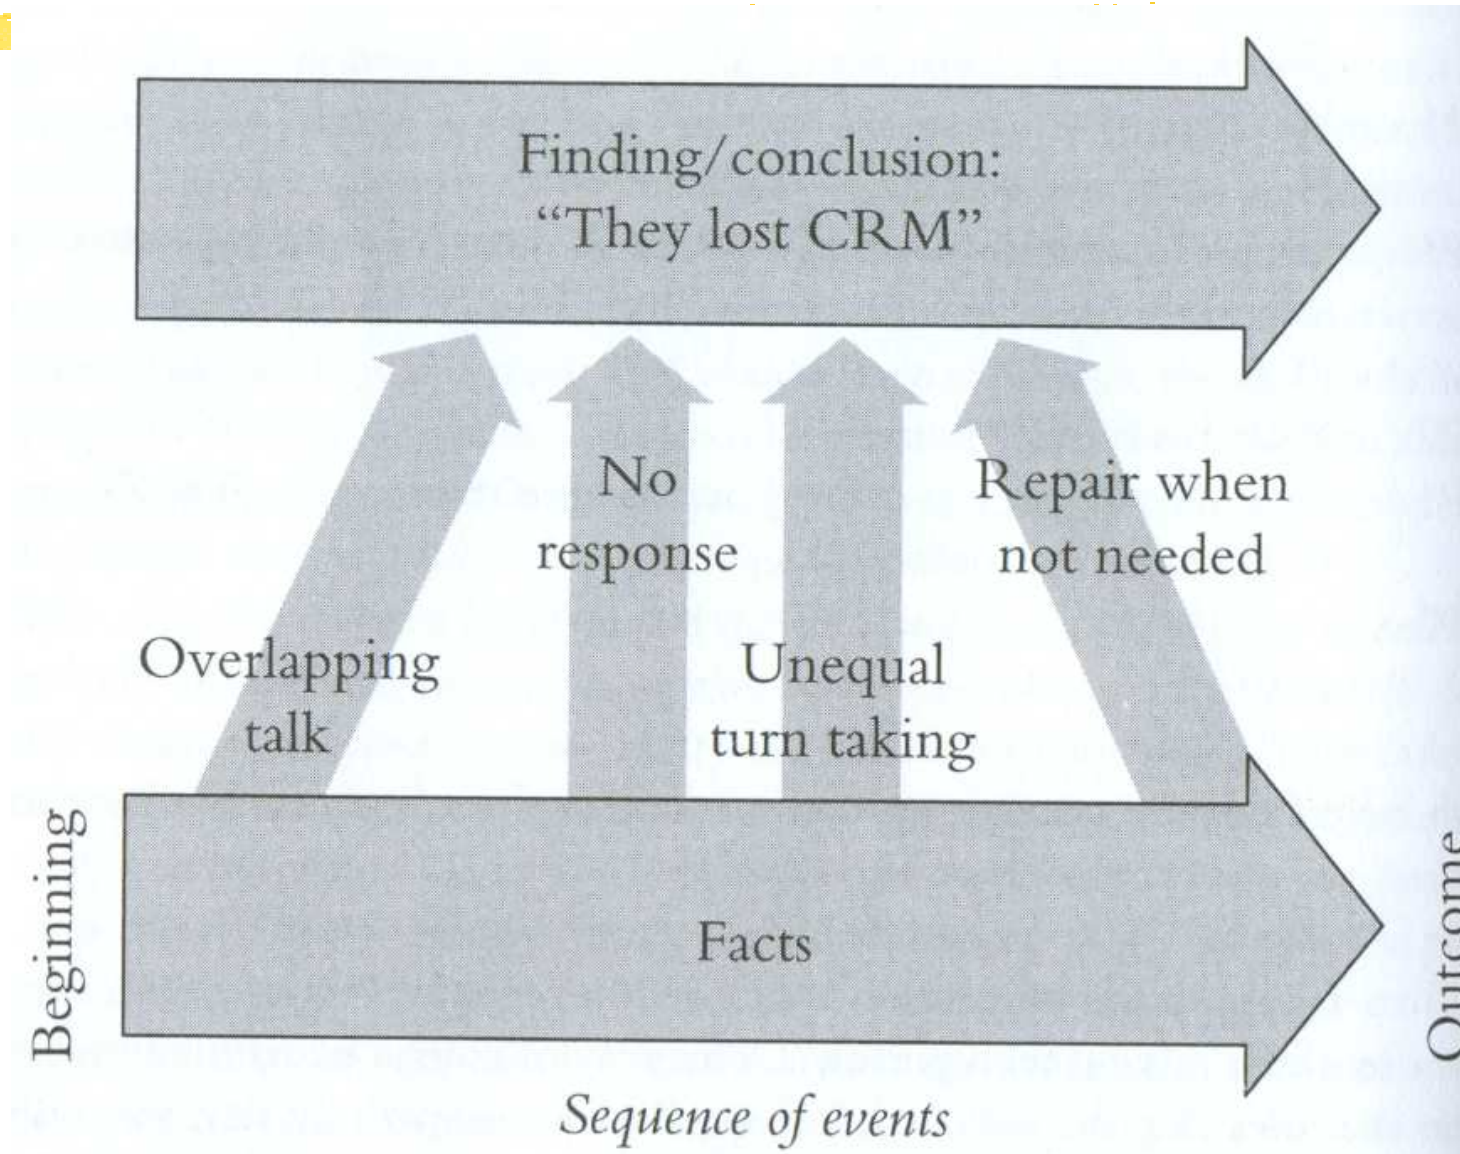 Finding/conclusion:
“They lost CRM”
No
response
Repair when
not needed
Overlapping
talk
Unequal
turn taking
Beginning
Facts
Outcome
Sequence of events